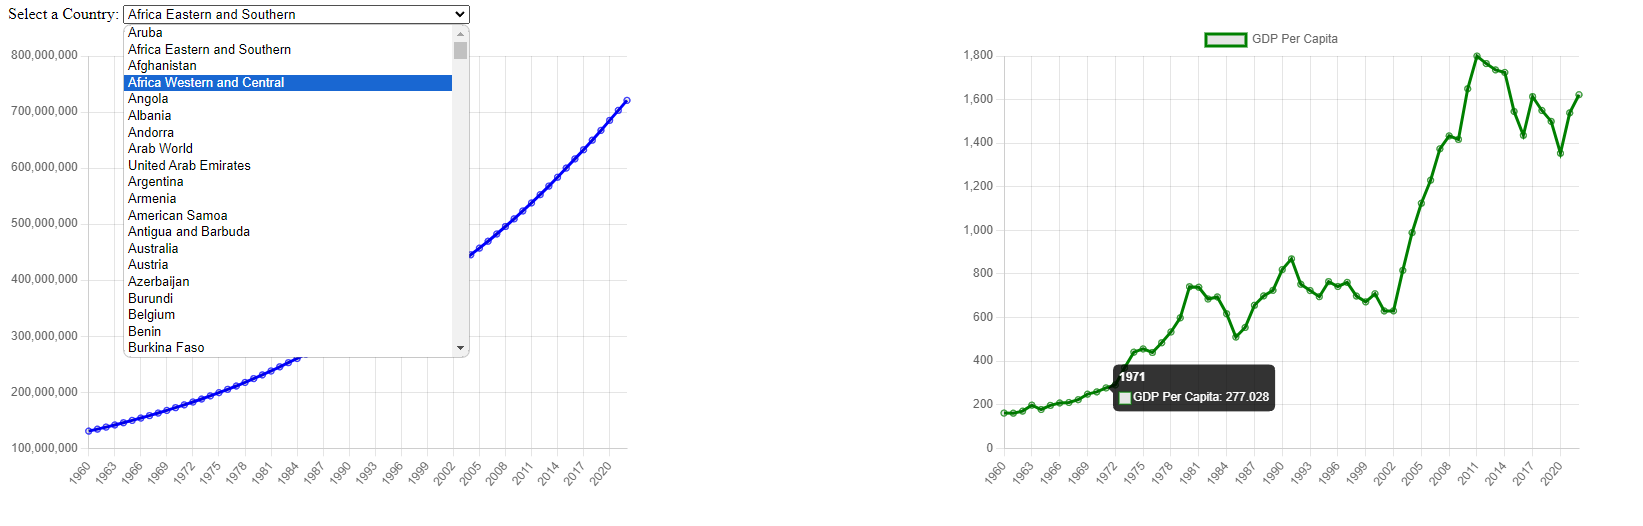 Select a Country: Africa Eastern and Southern
Aruba
Africa Eastern and Southern
Afghanistan
Africa Western and Central
Angola
Albania
Andorra
Arab World
United Arab Emirates
Argentina
Armenia
American Samoa
Antigua and Barbuda
Australia
Austria
Azerbaijan
Burundi
Belgium
Benin
Burkina Faso
800,000,000
700,000,000
600,000,000
500,000,000
400,000,000
300,000,000
200,000,000
100,000,000
1960 1963 1966 1969 1972 1975 1978 1981 1984 1987 1990 1993 1996 1999 2002 2005 2008 2011 2014 2017 2020
GDP Per Capita
1,800
1,600
1,400
1,200
1,000
800
600
400
200
0
1971
GDP Per Capita: 277.028
1960 1963 1966 1969 1972 1975 1978 1981 1984 1987 1990 1993 1996 1999 2002 2005 2008 2011 2014 2017 2020